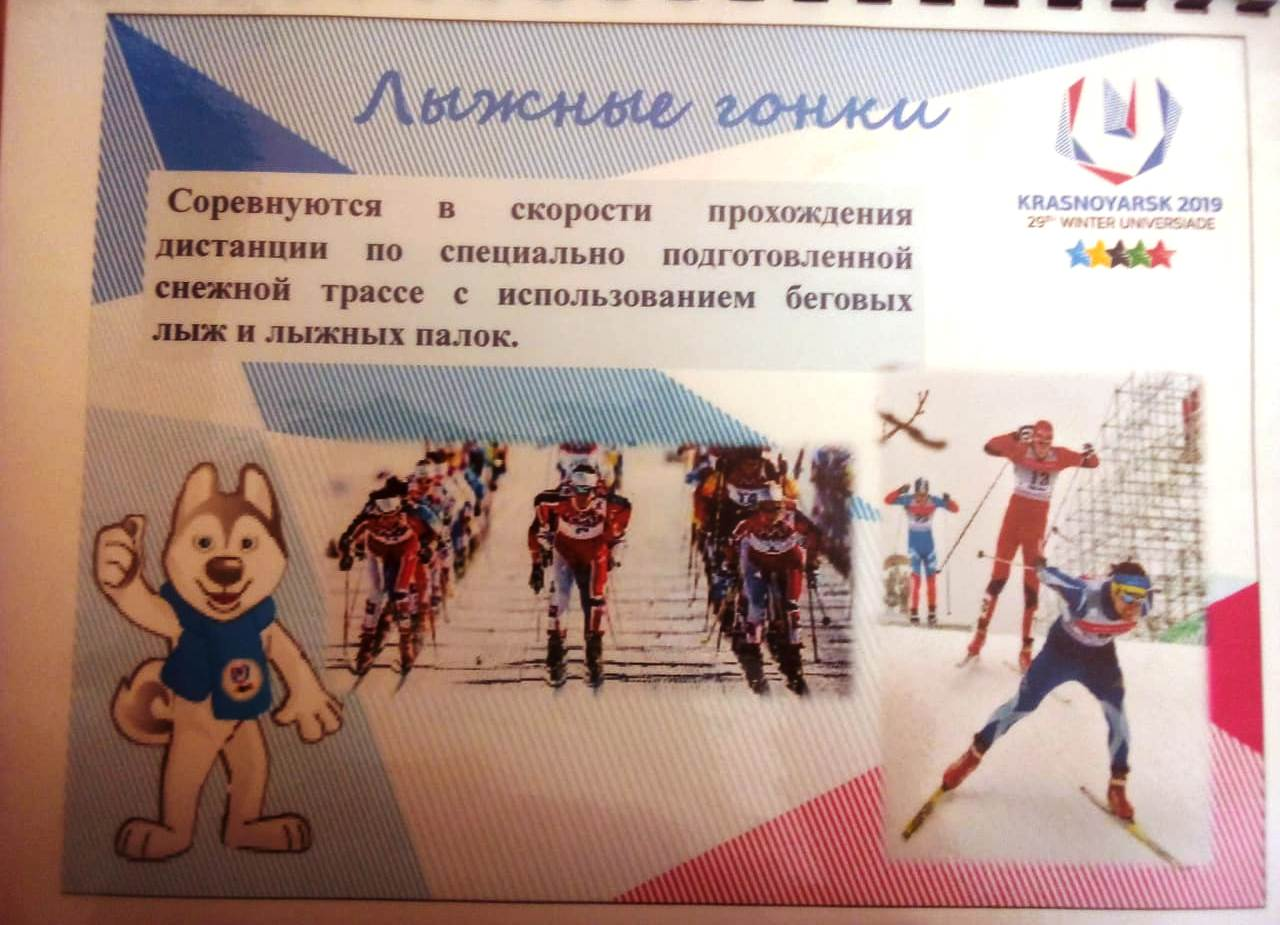 Лыжные гонки
KRASNOYARSK 2019
29TH WINTER UNIVERSIADE
Соревнуются в скорости прохождения
дистанции по специально подготовленной
снежной трассе с использованием беговых
лыж и лыжных палок.
13